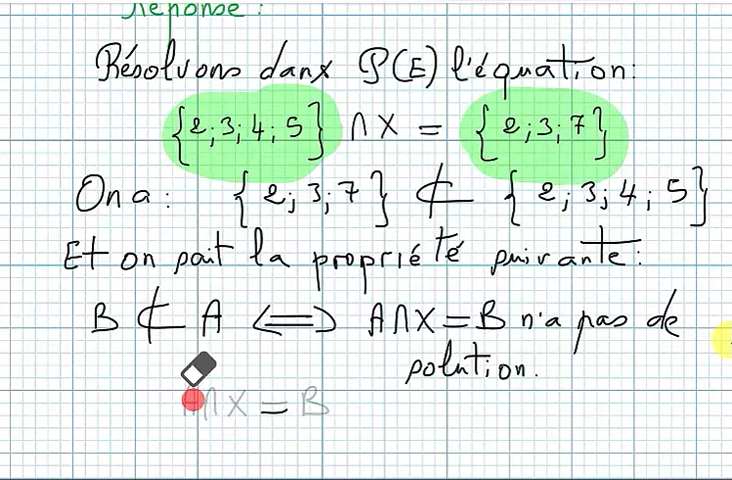 réponse :
Résolvons dans P(E) l'équation:
{2; 3; 4; 5} ∩ X = {2; 3; 7}
On a: {2; 3; 7} ⊄ {2; 3; 4; 5}
Et on sait la propriété suivante:
B ⊄ A ⟺ A∩X = B n'a pas de
solution.
A∩X = B